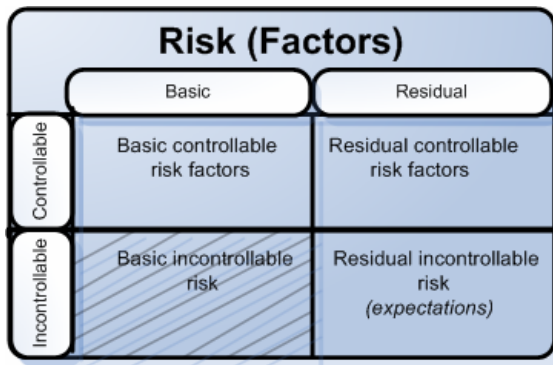 Risk (Factors)
Basic
Residual
Controllable
Basic controllable
risk factors
Residual controllable
risk factors
Incontrollable
Basic incontrollable
risk
Residual incontrollable
risk
(expectations)